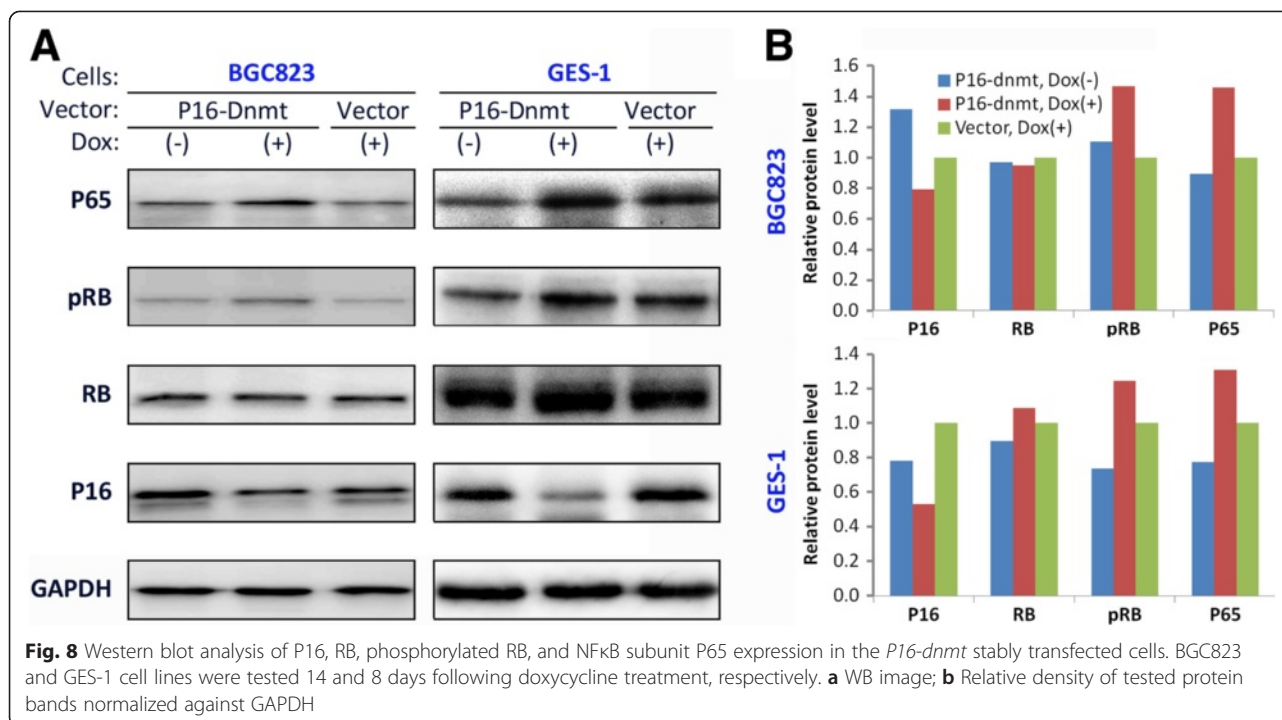 A
Cells: BGC823 GES-1
Vector: P16-Dnmt Vector P16-Dnmt Vector
Dox: (-) (+) (+) (-) (+) (+)
P65
pRB
RB
P16
GAPDH
B
BGC823
Relative protein level
1.6
1.4
1.2
1.0
0.8
0.6
0.4
0.2
0.0
P16-dnmt, Dox(-)
P16-dnmt, Dox(+)
Vector, Dox(+)
P16 RB pRB P65
GES-1
Relative protein level
1.4
1.2
1.0
0.8
0.6
0.4
0.2
0.0
P16 RB pRB P65
Fig. 8 Western blot analysis of P16, RB, phosphorylated RB, and NFκB subunit P65 expression in the P16-dnmt stably transfected cells. BGC823
and GES-1 cell lines were tested 14 and 8 days following doxycycline treatment, respectively. a WB image; b Relative density of tested protein
bands normalized against GAPDH